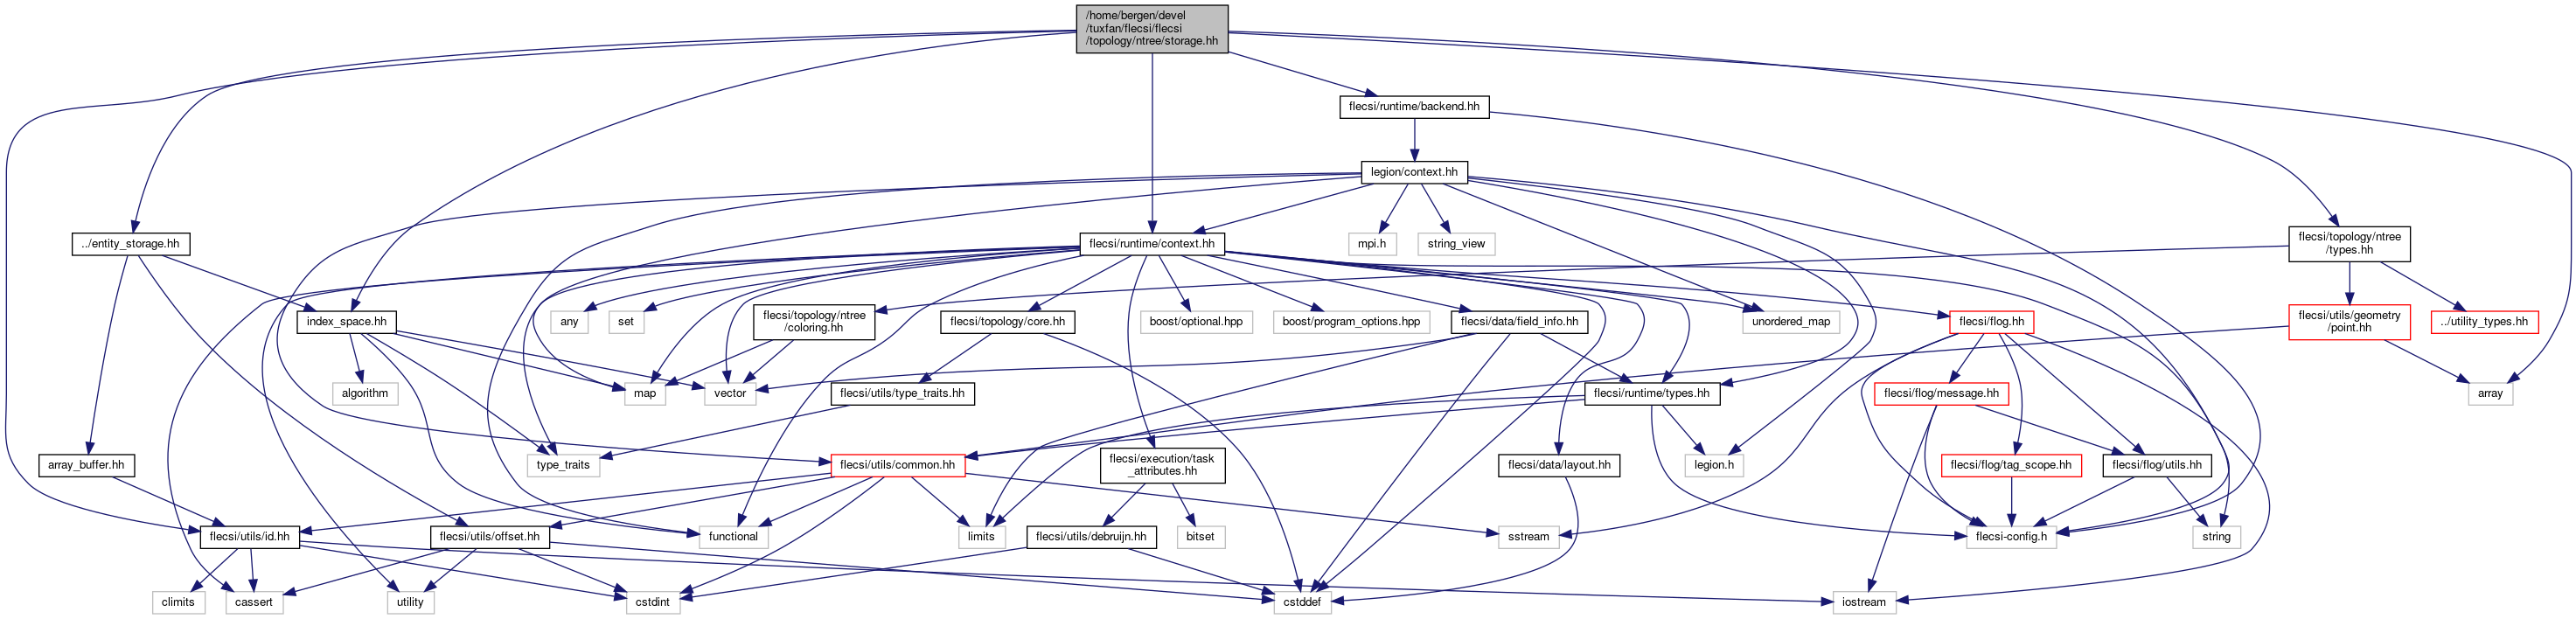 /home/bergen/devel
/tuxfan/flecsi/flecsi
/topology/ntree/storage.hh
flecsi/runtime/backend.hh
legion/context.hh
../entity_storage.hh
flecsi/runtime/context.hh
mpi.h
string_view
flecsi/topology/ntree
/types.hh
index_space.hh
any
set
flecsi/topology/ntree
/coloring.hh
flecsi/topology/core.hh
boost/optional.hpp
boost/program_options.hpp
flecsi/data/field_info.hh
unordered_map
flecsi/flog.hh
flecsi/utils/geometry
/point.hh
../utility_types.hh
algorithm
map
vector
flecsi/utils/type_traits.hh
flecsi/runtime/types.hh
flecsi/flog/message.hh
array
array_buffer.hh
type_traits
flecsi/utils/common.hh
flecsi/execution/task
_attributes.hh
legion.h
flecsi/data/layout.hh
flecsi/flog/tag_scope.hh
flecsi/flog/utils.hh
flecsi/utils/id.hh
flecsi/utils/offset.hh
functional
limits
flecsi/utils/debruijn.hh
bitset
sstream
flecsi-config.h
string
climits
cassert
utility
cstdint
cstddef
iostream